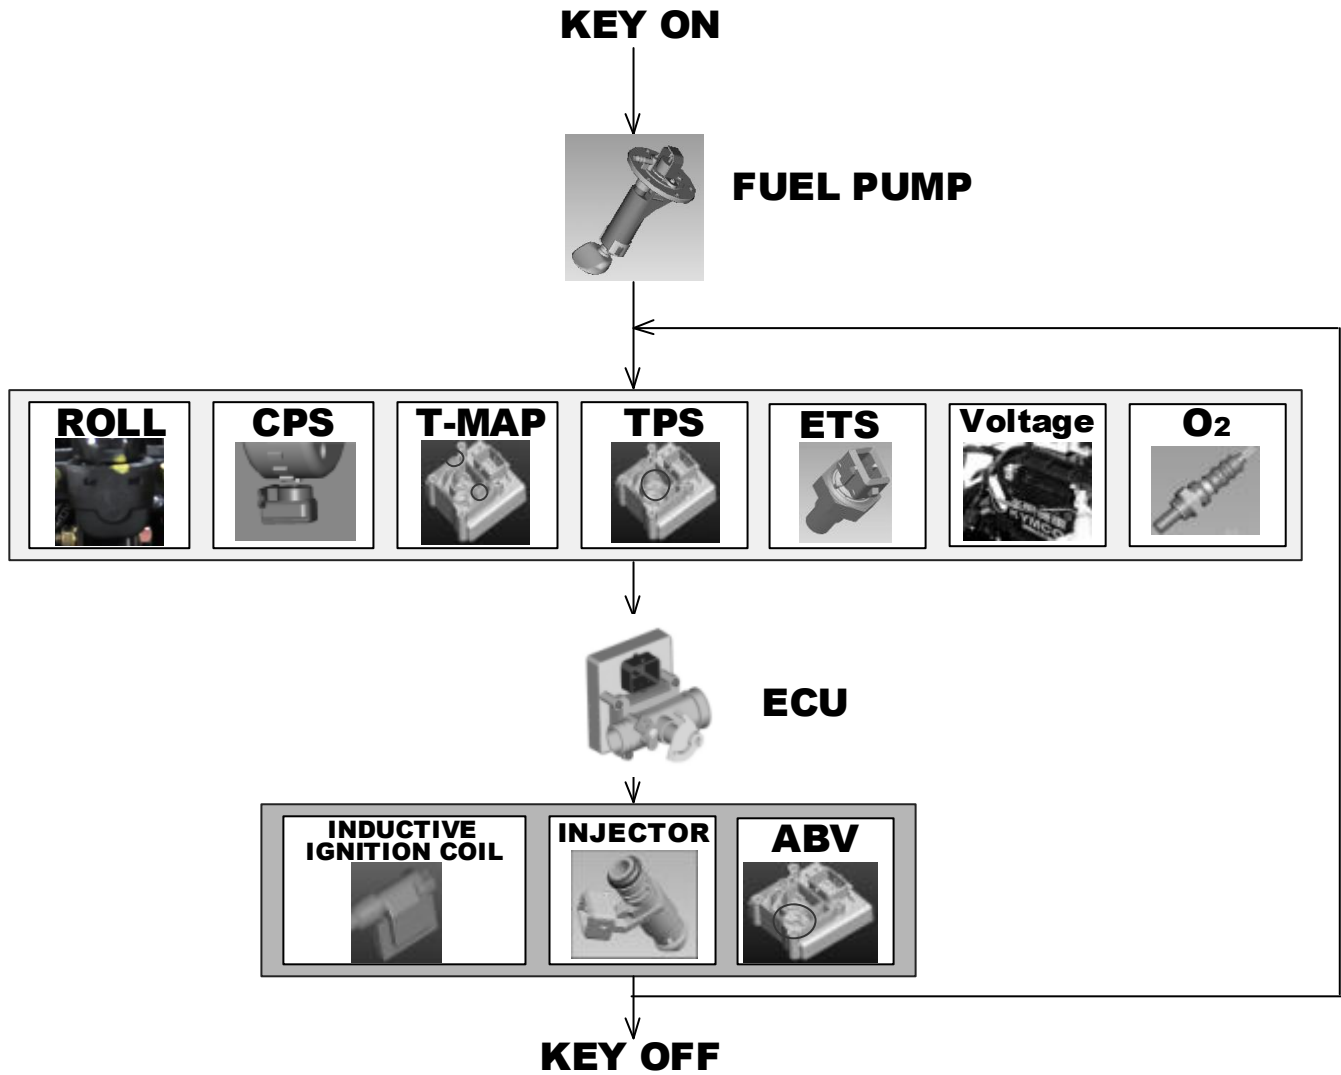 KEY ON
FUEL PUMP
ROLL
CPS
T-MAP
TPS
ETS
Voltage
O2
KYMCO
ECU
INDUCTIVE
IGNITION COIL
INJECTOR
ABV
KEY OFF